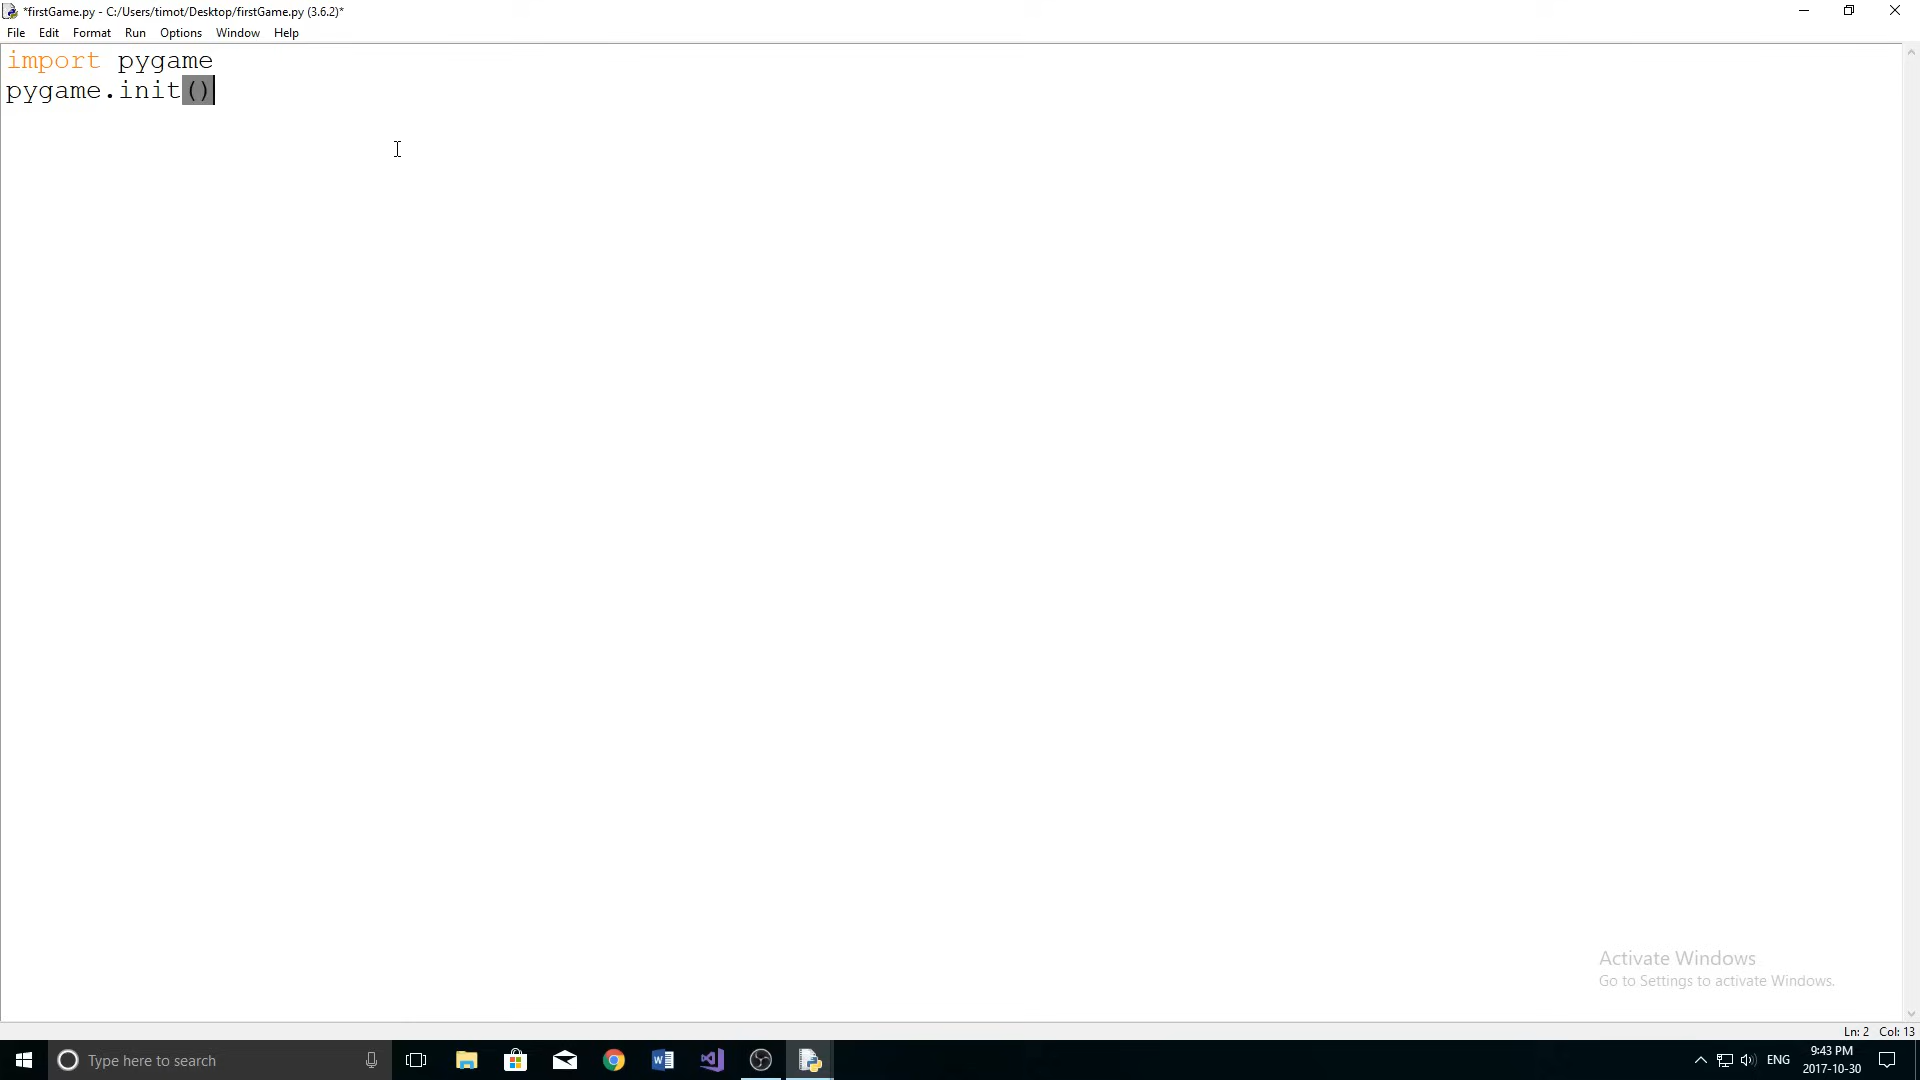 *firstGame.py - C:/Users/timot/Desktop/firstGame.py (3.6.2)*
File Edit Format Run Options Window Help
import pygame
pygame.init()
Activate Windows
Go to Settings to activate Windows.
Ln: 2 Col: 13
Type here to search
ENG
9:43 PM
2017-10-30